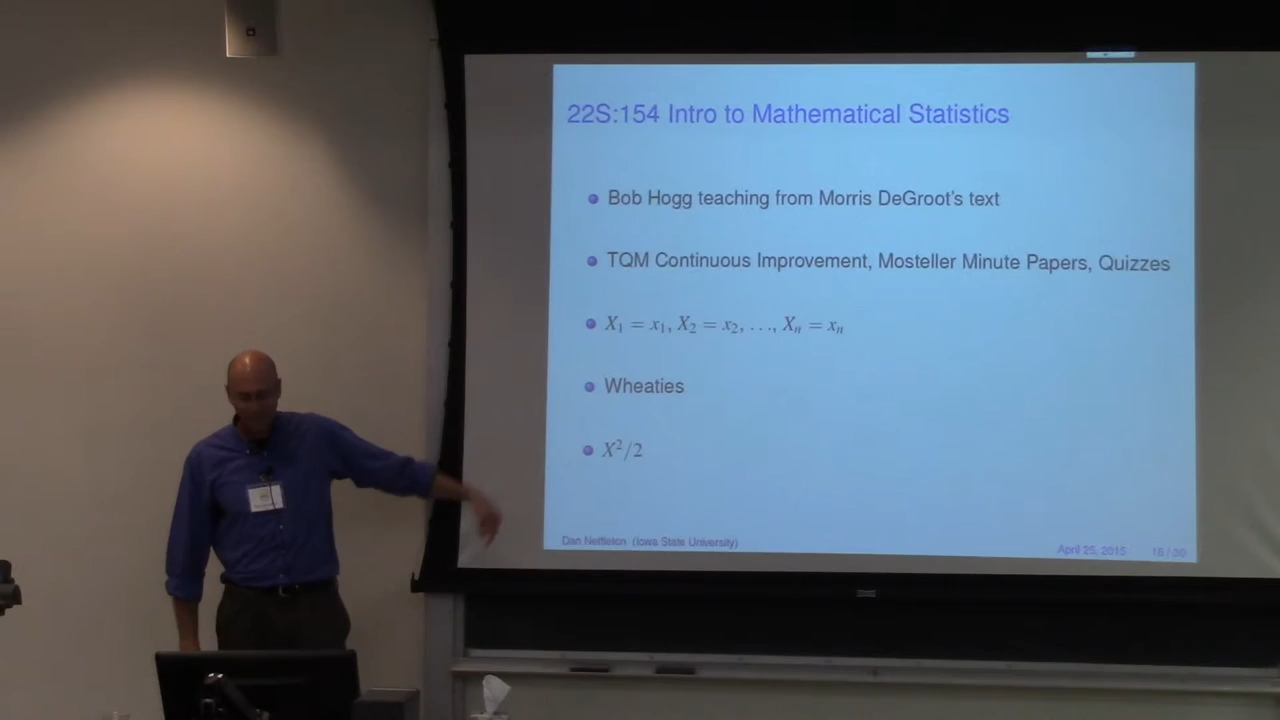 22S:154 Intro to Mathematical Statistics
Bob Hogg teaching from Morris DeGroot's text
TQM Continuous Improvement, Mosteller Minute Papers, Quizzes
X₁ = x₁, X₂ = x₂, . . ., Xₙ = xₙ
Wheaties
X²/2
Dan Nettleton (Iowa State University)
April 25, 2015